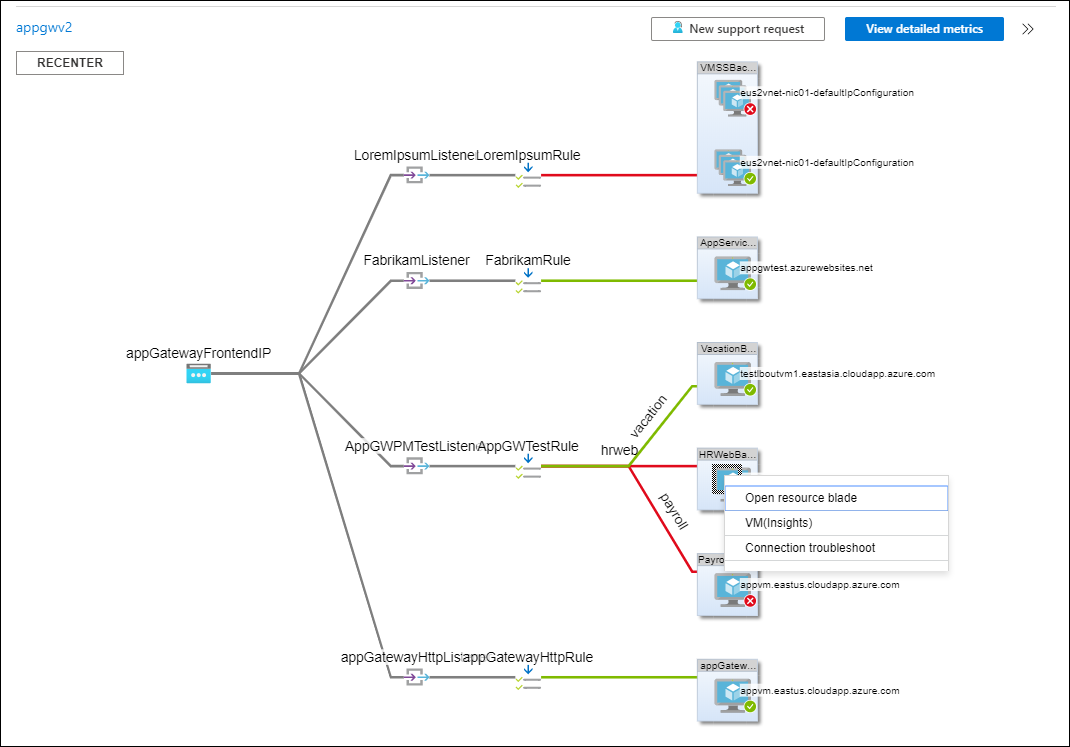 appgwv2
New support request
View detailed metrics
RECENTER
VMSSBac...
eus2vnet-nic01-defaultIpConfiguration
eus2vnet-nic01-defaultIpConfiguration
LoremIpsumListene
LoremIpsumRule
AppServic...
appgwtest.azurewebsites.net
FabrikamListener
FabrikamRule
appGatewayFrontendIP
VacationB...
testlboutvm1.eastasia.cloudapp.azure.com
vacation
AppGWPMTestListen
AppGWTestRule
hrweb
HRWebBa...
payroll
Open resource blade
VM(Insights)
Connection troubleshoot
Payro
appvm.eastus.cloudapp.azure.com
appGatewayHttpListe
appGatewayHttpRule
appGatew...
appvm.eastus.cloudapp.azure.com